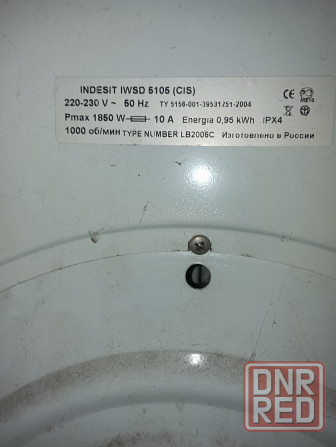 INDESIT IWSD 5105 (CIS)
220-230 V ~ 50 Hz TY 5156-001-39531251-2004
Pmax 1850 W 10 A Energia 0,95 kWh IPX4
1000 об/мин TYPE NUMBER LB2006C Изготовлено в России
DNR
RED